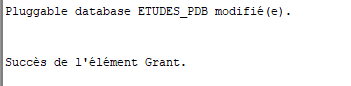 Pluggable database ETUDES_PDB modifié(e).
Succès de l'élément Grant.